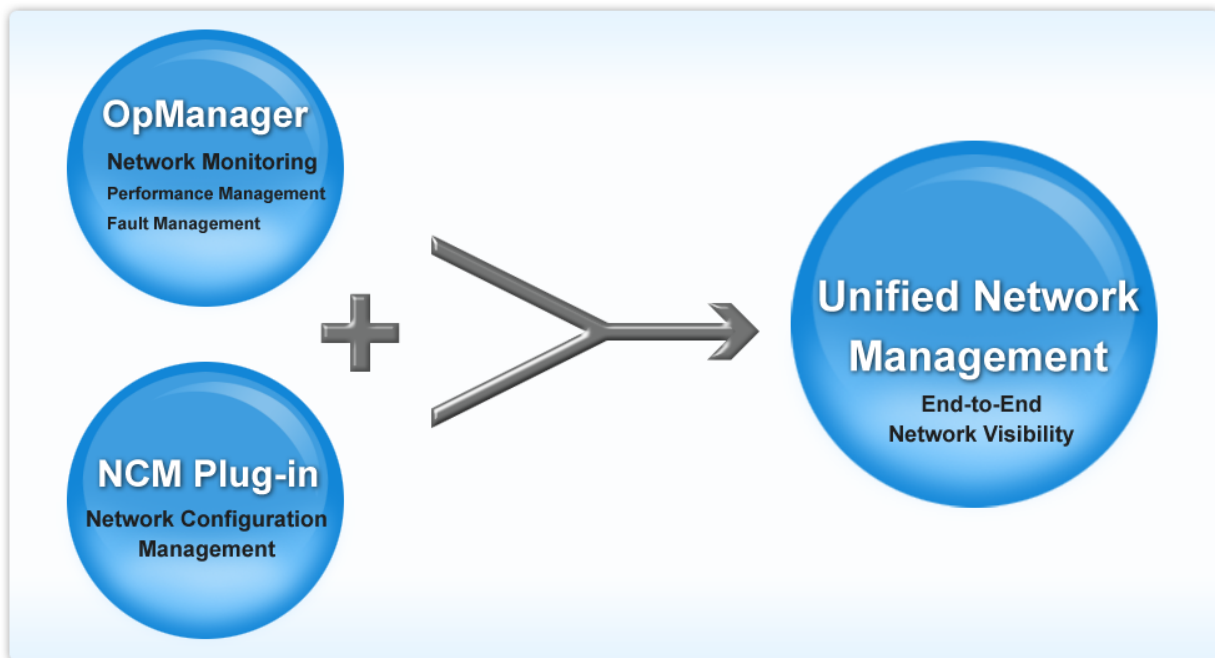 OpManager
Network Monitoring
Performance Management
Fault Management
NCM Plug-in
Network Configuration
Management
Unified Network
Management
End-to-End
Network Visibility